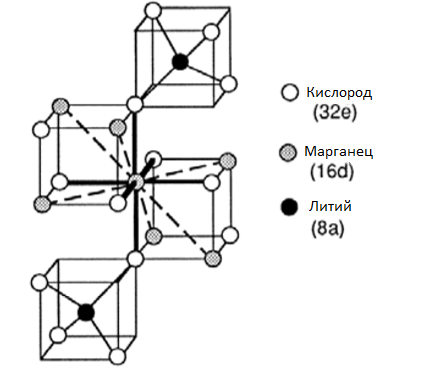 Кислород
(32e)
Марганец
(16d)
Литий
(8a)